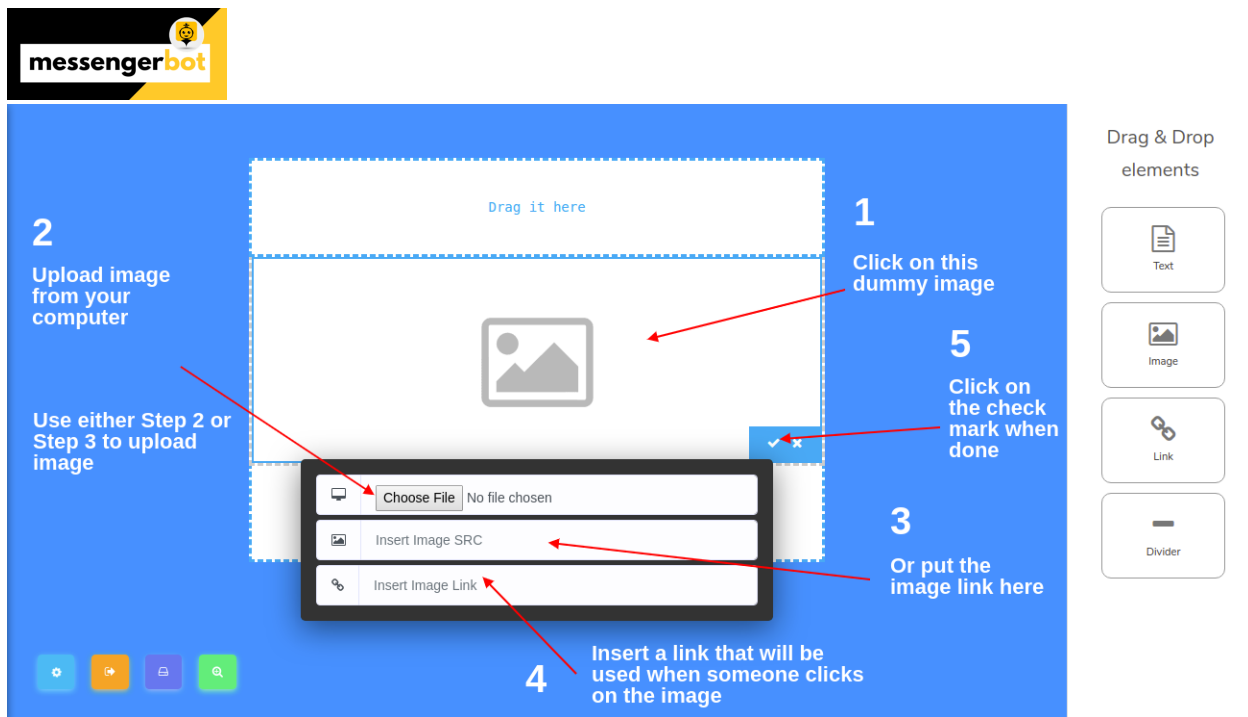 messengerbot
Drag & Drop
elements
Text
Image
Link
Divider
Drag it here
1
Click on this
dummy image
2
Upload image
from your
computer
Use either Step 2 or
Step 3 to upload
image
5
Click on
the check
mark when
done
Choose File No file chosen
Insert Image SRC
Insert Image Link
3
Or put the
image link here
4
Insert a link that will be
used when someone clicks
on the image